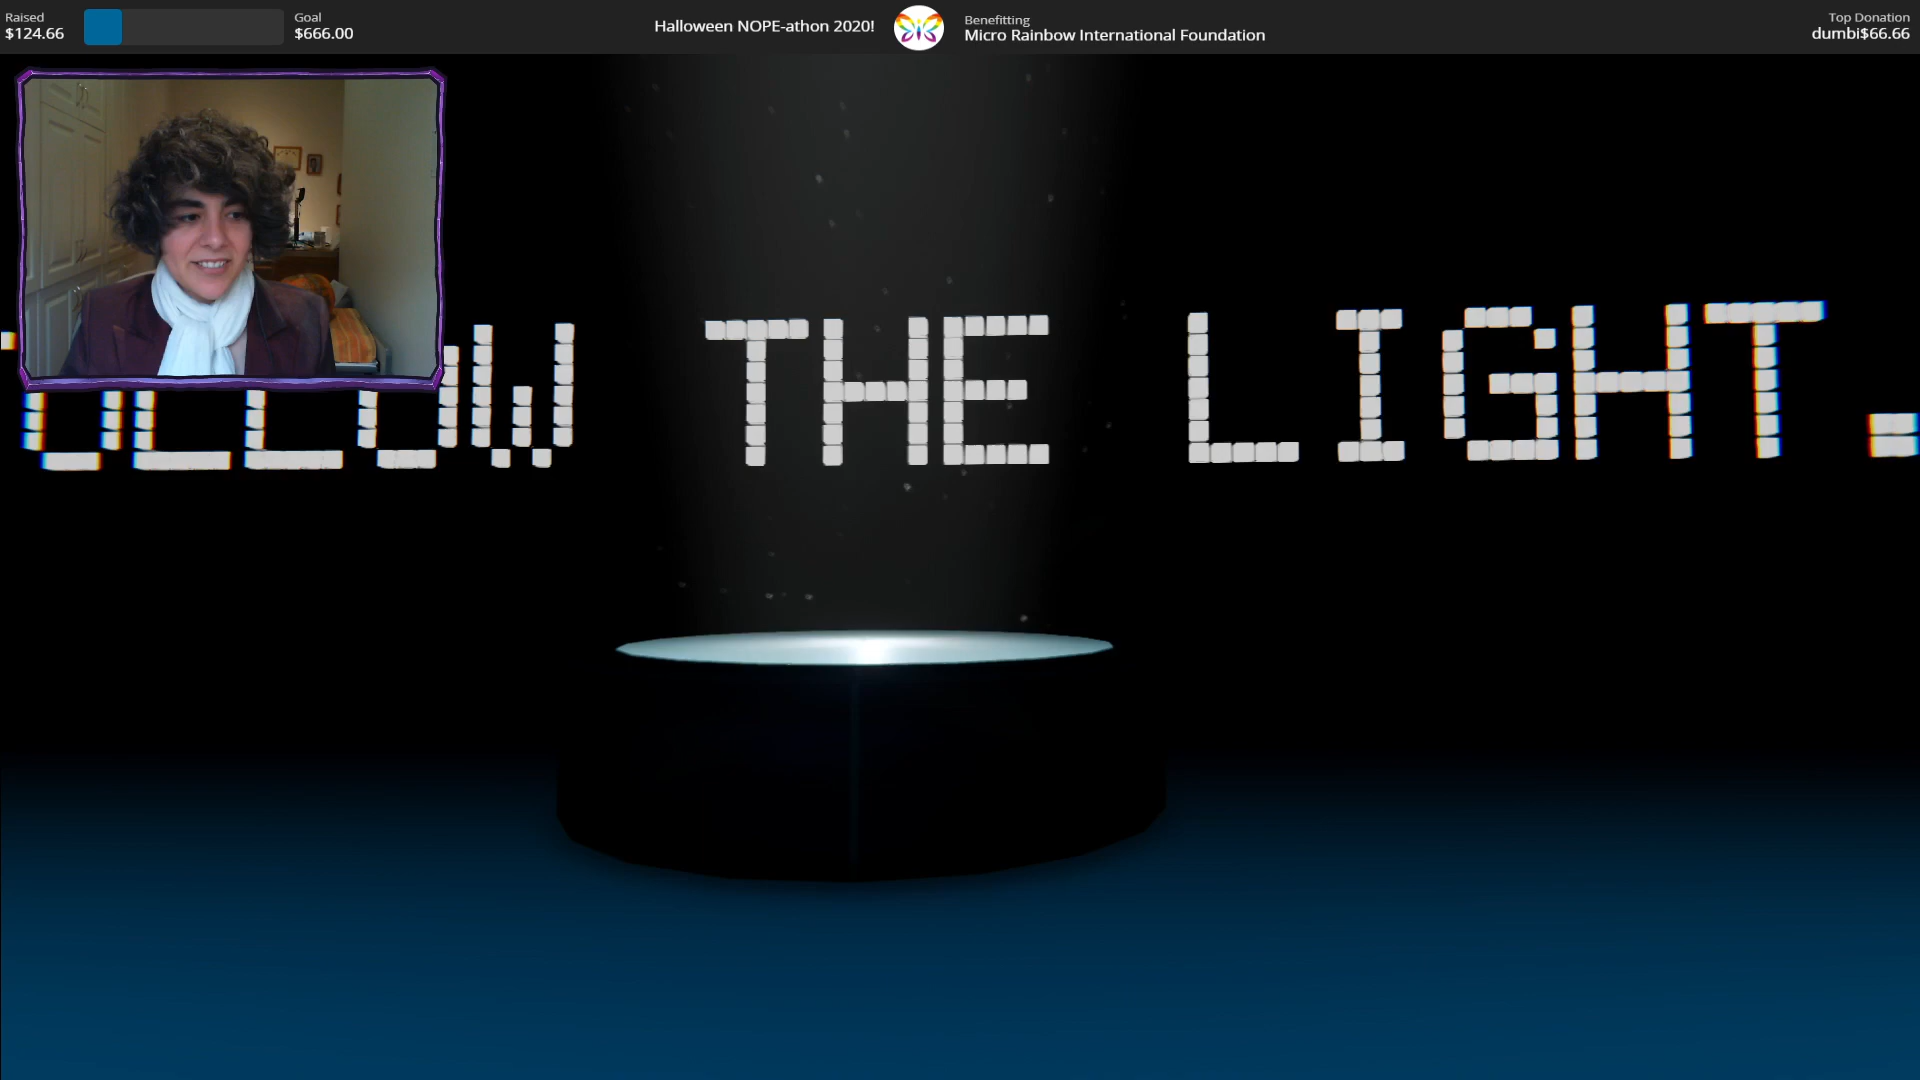 Raised
$124.66
Goal
$666.00
Halloween NOPE-athon 2020!
Benefitting
Micro Rainbow International Foundation
Top Donation
dumbi$66.66
THE LIGHT.